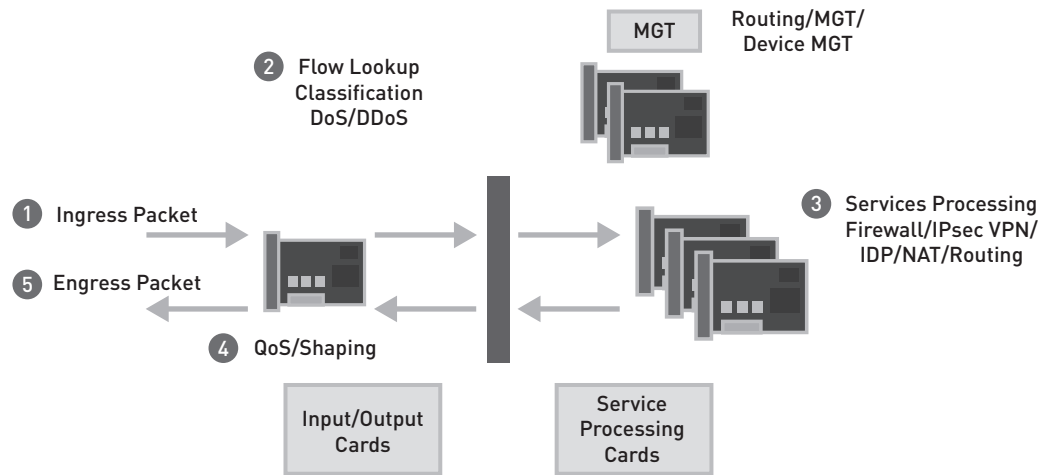 MGT
Routing/MGT/
Device MGT
2 Flow Lookup
Classification
DoS/DDoS
1 Ingress Packet
3 Services Processing
Firewall/IPsec VPN/
IDP/NAT/Routing
5 Engress Packet
4 QoS/Shaping
Input/Output
Cards
Service
Processing
Cards